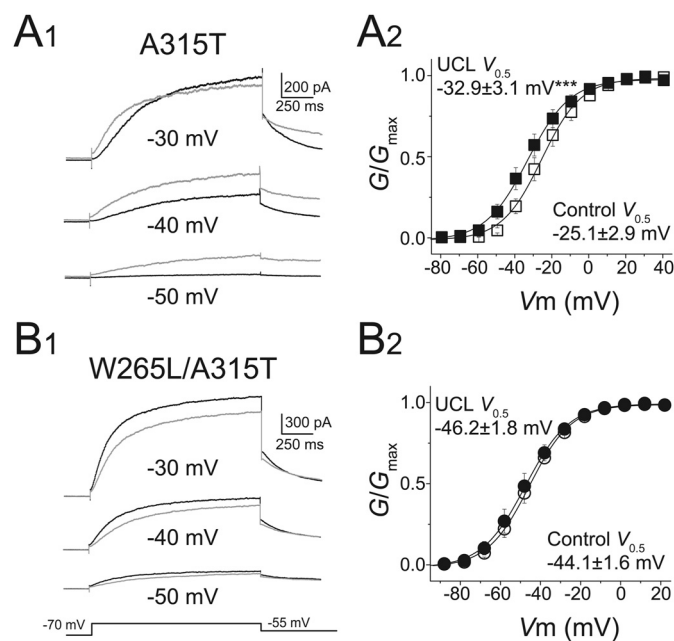 A1
A315T
200 pA
250 ms
-30 mV
-40 mV
-50 mV
A2
UCL V0.5
-32.9±3.1 mV***
1.0
0.5
0.0
G/Gmax
Control V0.5
-25.1±2.9 mV
-80 -60 -40 -20 0 20 40
Vm (mV)
B1
W265L/A315T
300 pA
250 ms
-30 mV
-40 mV
-50 mV
-70 mV
-55 mV
B2
UCL V0.5
-46.2±1.8 mV
1.0
0.5
0.0
G/Gmax
Control V0.5
-44.1±1.6 mV
-80 -60 -40 -20 0 20
Vm (mV)